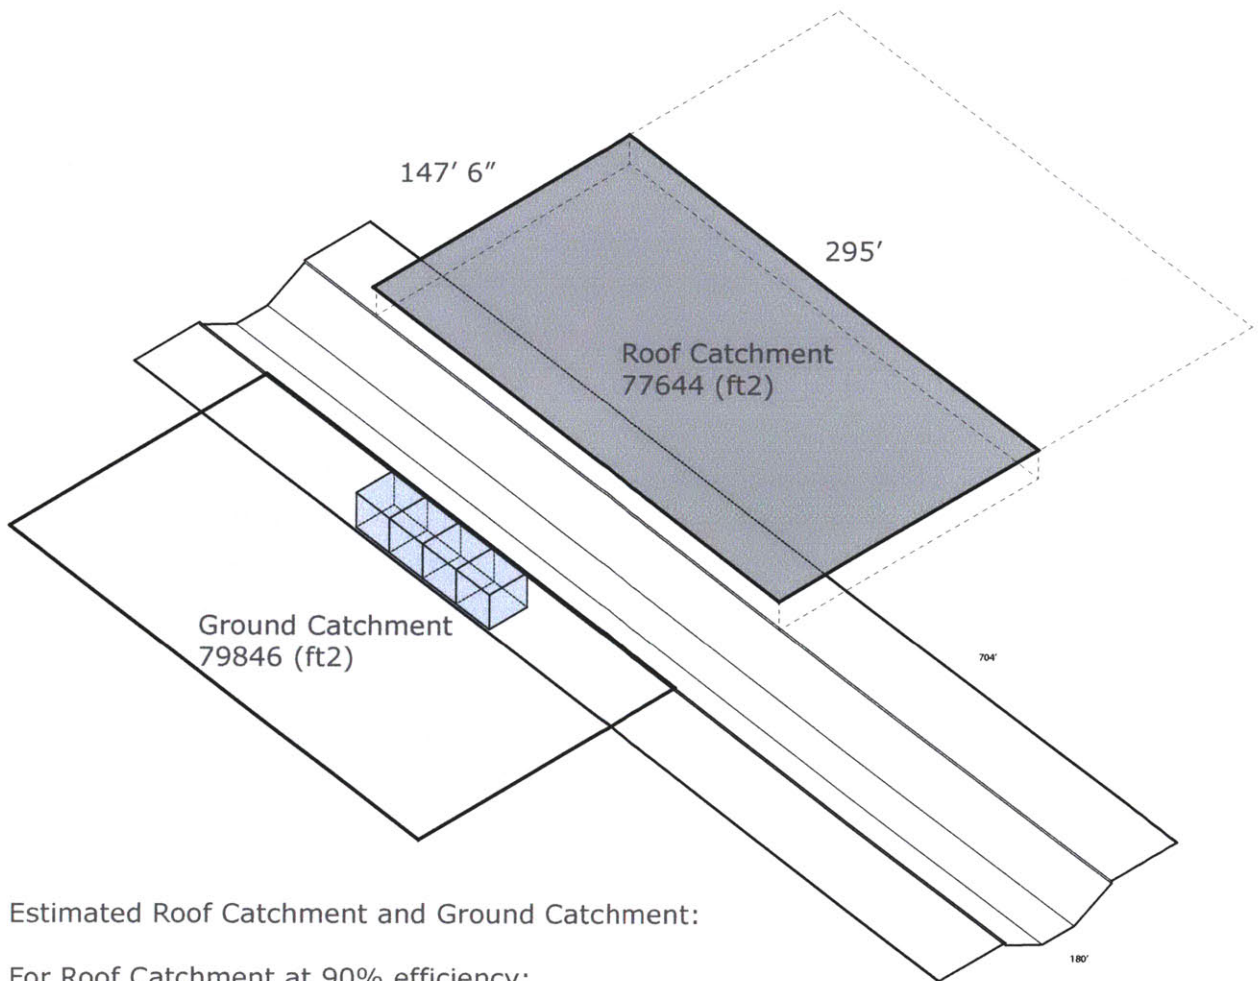 147' 6”
295'
Roof Catchment
77644 (ft2)
Ground Catchment
79846 (ft2)
704'
180'
Estimated Roof Catchment and Ground Catchment:
For Roof Catchment at 90% efficiency: